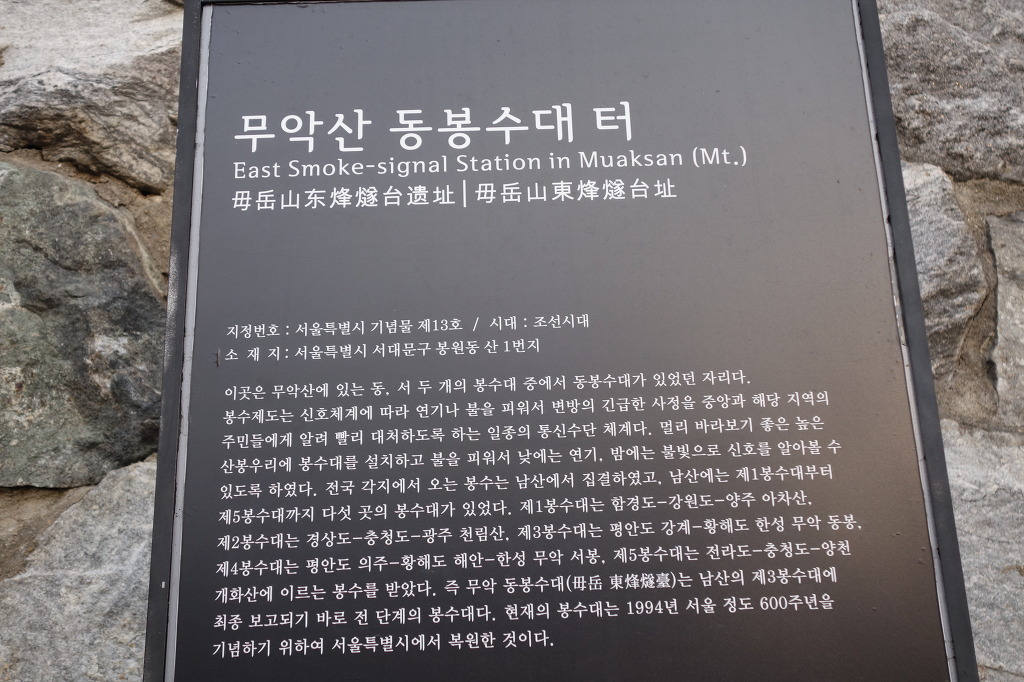 무악산 동봉수대 터
East Smoke-signal Station in Muaksan (Mt.)
毋岳山东烽燧台遗址|毋岳山東烽燧台址
지정번호 : 서울특별시 기념물 제13호 / 시대 : 조선시대
소 재 지 : 서울특별시 서대문구 봉원동 산 1번지
이곳은 무악산에 있는 동, 서 두 개의 봉수대 중에서 동봉수대가 있었던 자리다.
봉수제도는 신호체계에 따라 연기나 불을 피워서 변방의 긴급한 사정을 중앙과 해당 지역의
주민들에게 알려 빨리 대처하도록 하는 일종의 통신수단 체계다. 멀리 바라보기 좋은 높은
산봉우리에 봉수대를 설치하고 불을 피워서 낮에는 연기, 밤에는 불빛으로 신호를 알아볼 수
있도록 하였다. 전국 각지에서 오는 봉수는 남산에서 집결하였고, 남산에는 제1봉수대부터
제5봉수대까지 다섯 곳의 봉수대가 있었다. 제1봉수대는 함경도-강원도-양주 아차산,
제2봉수대는 경상도-충청도-광주 천림산, 제3봉수대는 평안도 강계-황해도 한성 무악 동봉,
제4봉수대는 평안도 의주-황해도 해안-한성 무악 서봉, 제5봉수대는 전라도-충청도-양천
개화산에 이르는 봉수를 받았다. 즉 무악 동봉수대(毋岳 東烽燧臺)는 남산의 제3봉수대에
최종 보고되기 바로 전 단계의 봉수대다. 현재의 봉수대는 1994년 서울 정도 600주년을
기념하기 위하여 서울특별시에서 복원한 것이다.